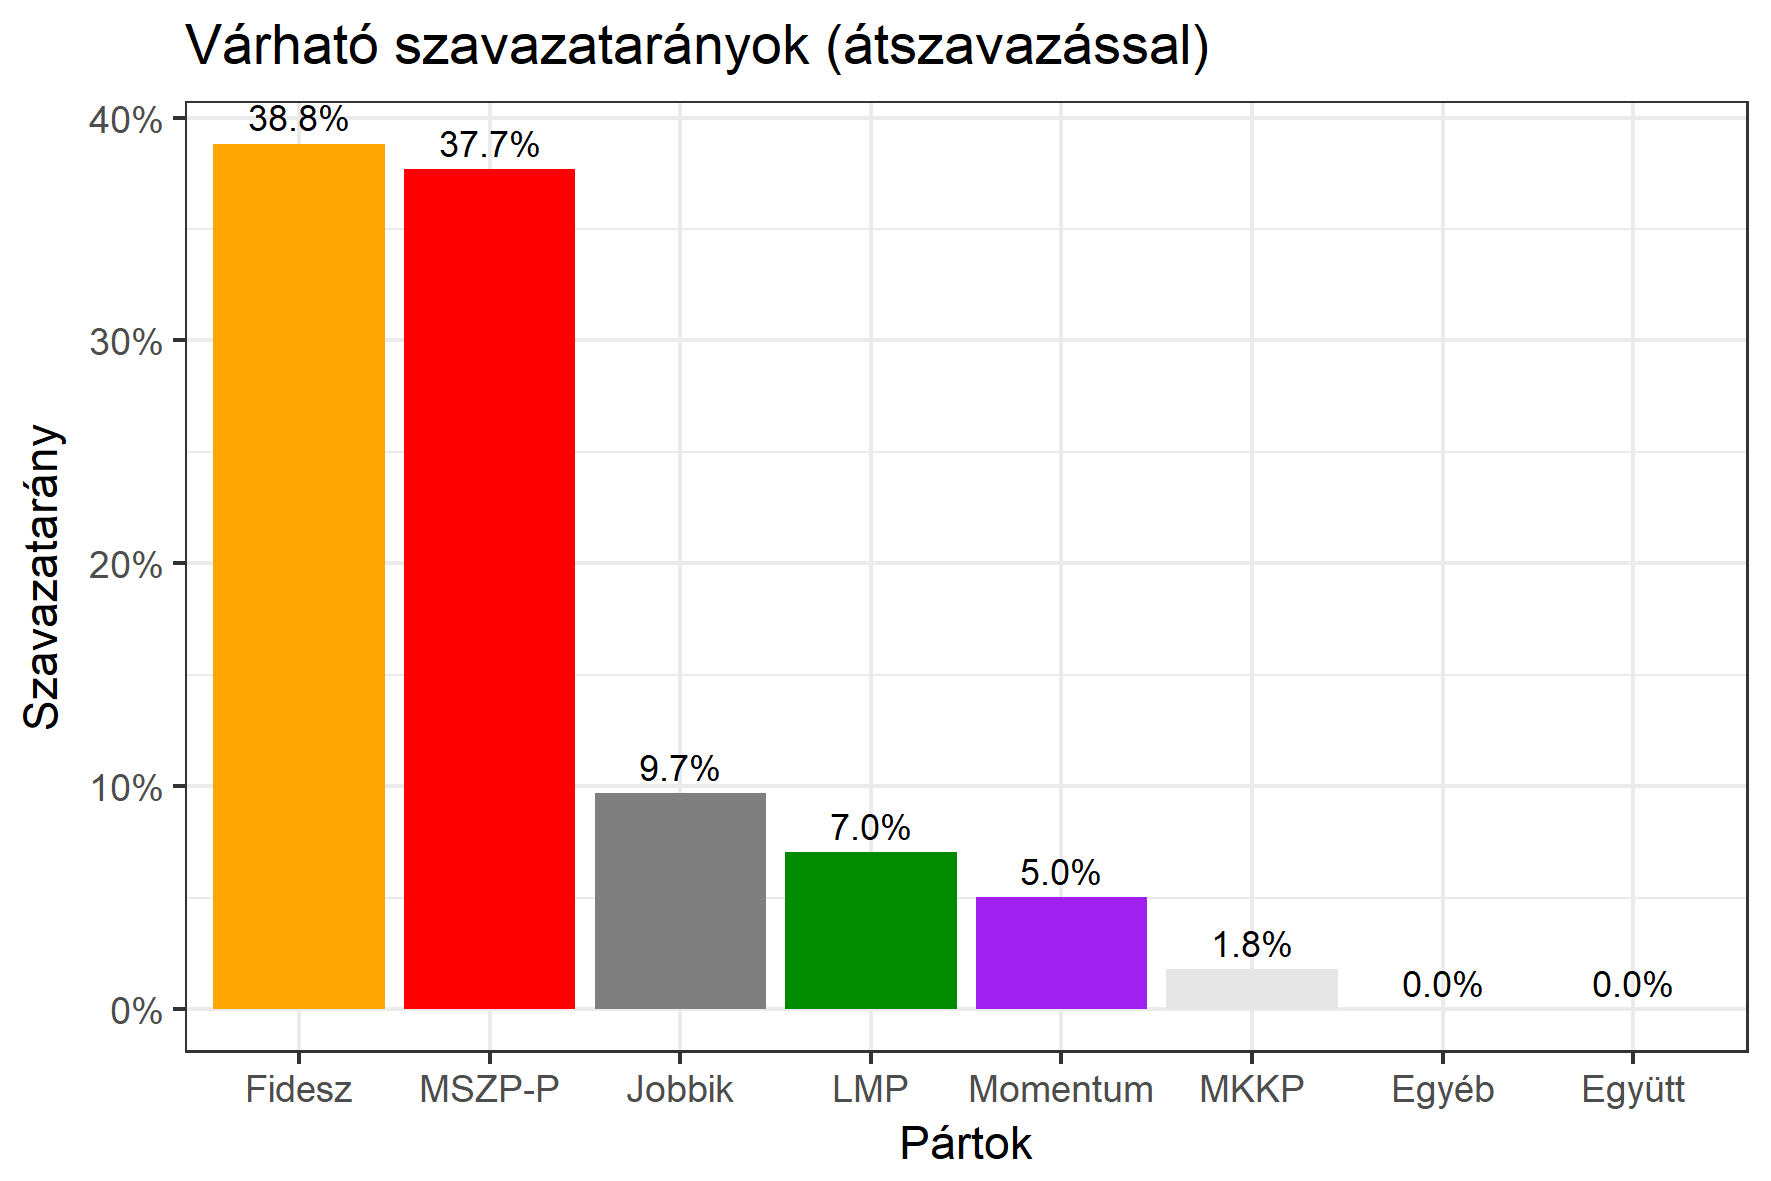 Várható szavazatarányok (átszavazással)
Szavazatarány
40%
30%
20%
10%
0%
38.8%
37.7%
9.7%
7.0%
5.0%
1.8%
0.0%
0.0%
Fidesz
MSZP-P
Jobbik
LMP
Momentum
MKKP
Egyéb
Együtt
Pártok